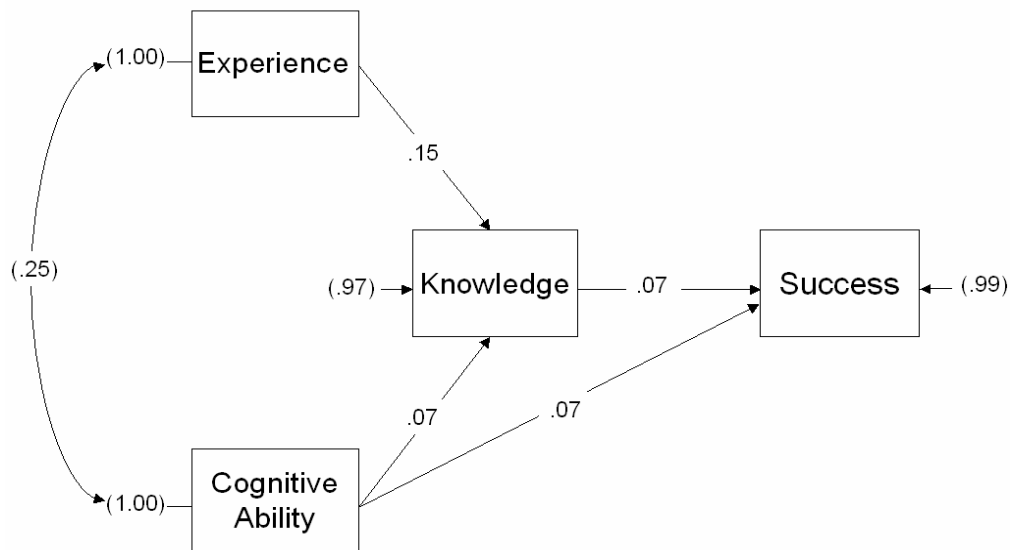 (1.00)
Experience
.15
(.25)
(.97)
Knowledge
.07
Success
(.99)
.07
.07
(1.00)
Cognitive
Ability